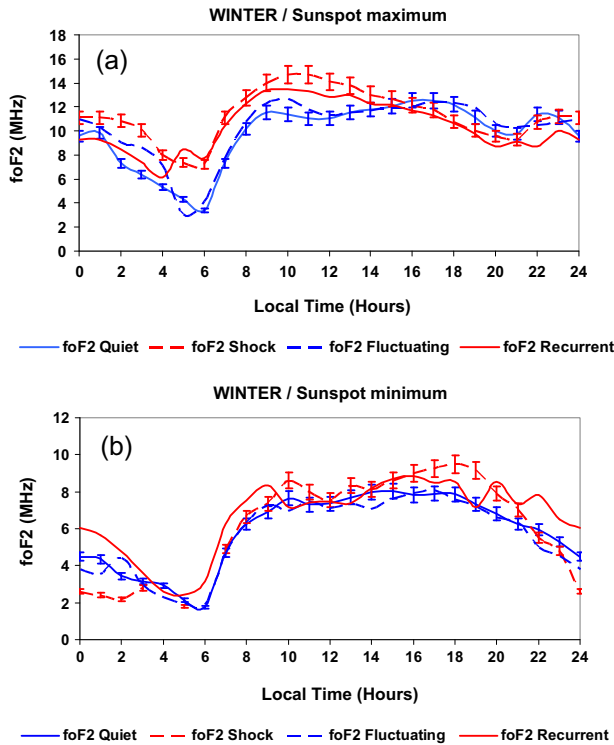 WINTER / Sunspot maximum
(a)
foF2 (MHz)
18
16
14
12
10
8
6
4
2
0
0 2 4 6 8 10 12 14 16 18 20 22 24
Local Time (Hours)
foF2 Quiet foF2 Shock foF2 Fluctuating foF2 Recurrent
WINTER / Sunspot minimum
(b)
foF2 (MHz)
12
10
8
6
4
2
0
0 2 4 6 8 10 12 14 16 18 20 22 24
Local Time (Hours)
foF2 Quiet foF2 Shock foF2 Fluctuating foF2 Recurrent